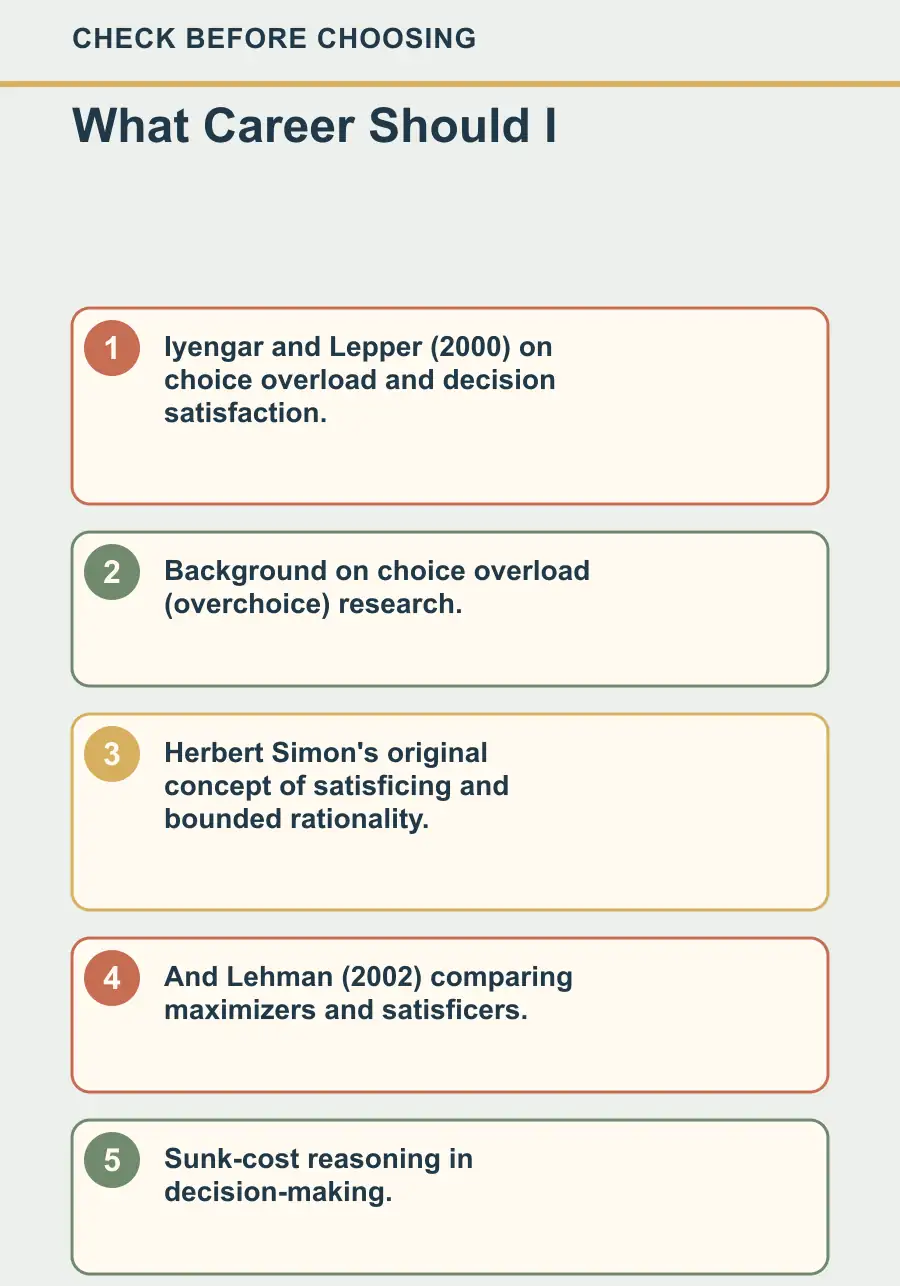 CHECK BEFORE CHOOSING
What Career Should I
1
Iyengar and Lepper (2000) on
choice overload and decision
satisfaction.
2
Background on choice overload
(overchoice) research.
3
Herbert Simon's original
concept of satisficing and
bounded rationality.
4
And Lehman (2002) comparing
maximizers and satisficers.
5
Sunk-cost reasoning in
decision-making.